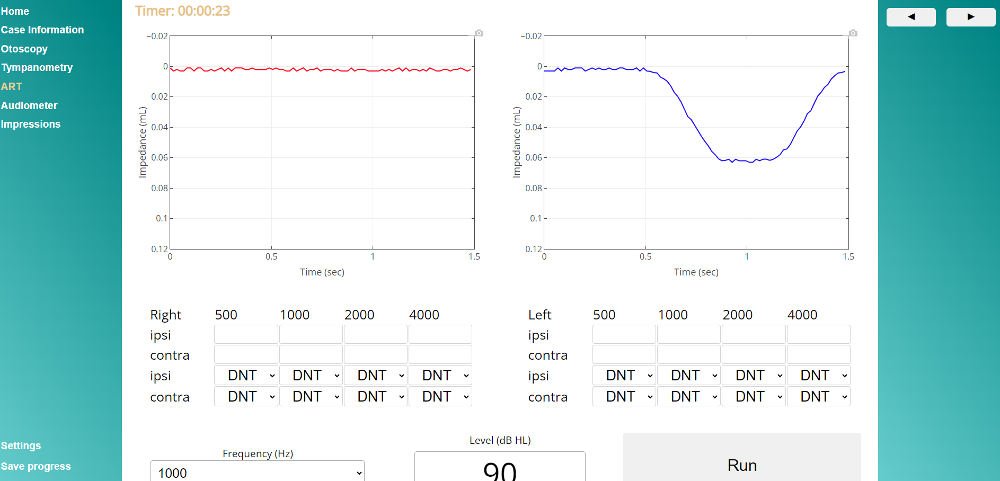 Home
Case Information
Otoscopy
Tympanometry
ART
Audiometer
Impressions
Settings
Save progress
Timer: 00:00:23
−0.02
0
0.02
0.04
0.06
0.08
0.1
0.12
Impedance (mL)
0 0.5 1 1.5
Time (sec)
−0.02
0
0.02
0.04
0.06
0.08
0.1
0.12
Impedance (mL)
0 0.5 1 1.5
Time (sec)
Right 500 1000 2000 4000
ipsi
contra
ipsi DNT DNT DNT DNT
contra DNT DNT DNT DNT
Left 500 1000 2000 4000
ipsi
contra
ipsi DNT DNT DNT DNT
contra DNT DNT DNT DNT
Frequency (Hz)
1000
Level (dB HL)
90
Run